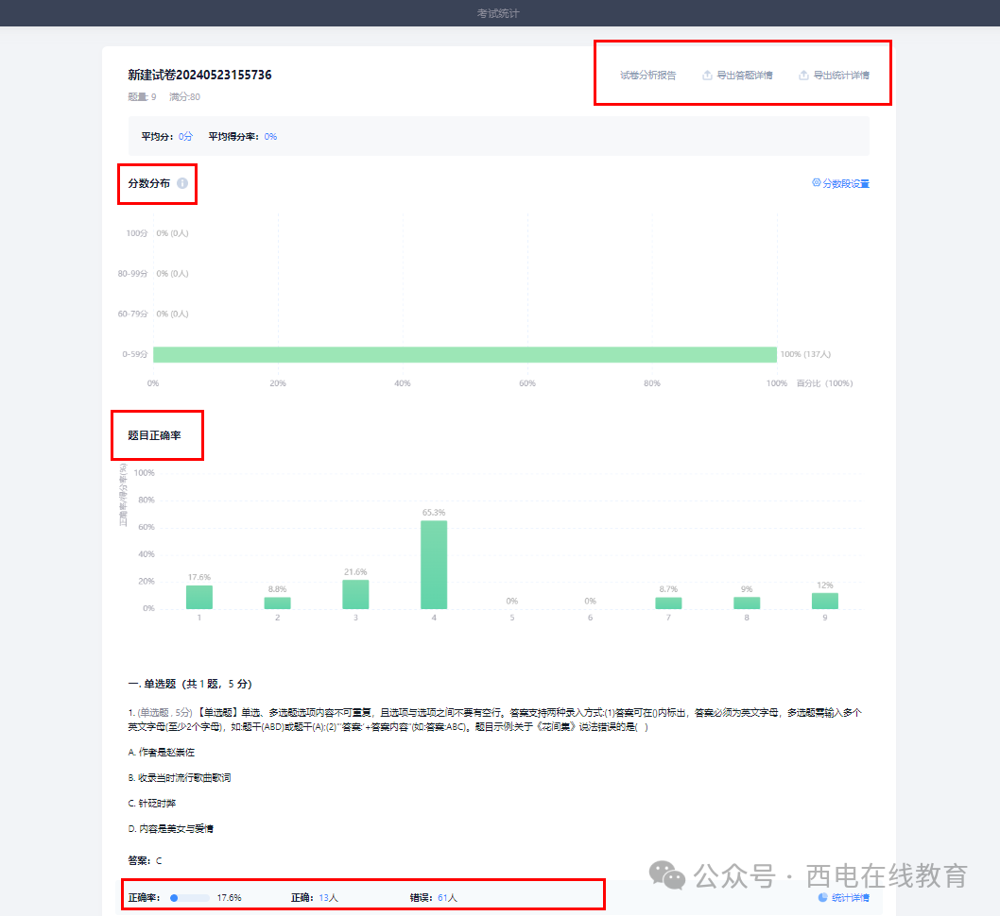 考试统计
新建试卷20240523155736
试卷分析报告 导出答题详情 导出统计详情
题量: 9 满分:80
平均分：0分 平均得分率：0%
分数分布
分数段设置
100分 0% (0人)
80-99分 0% (0人)
60-79分 0% (0人)
0-59分 100% (137人)
0% 20% 40% 60% 80% 100% 百分比（100%）
题目正确率
正确率/得分率(%)
100%
80%
60%
40%
20%
0%
17.6% 8.8% 21.6% 65.3% 0% 0% 8.7% 9% 12%
1 2 3 4 5 6 7 8 9
一. 单选题（共 1 题，5 分）
1. (单选题 , 5分) 【单选题】单选、多选题选项内容不可重复，且选项与选项之间不要有空行。答案支持两种录入方式:(1)答案可在()内标出，答案必须为英文字母，多选题需输入多个
英文字母(至少2个字母)，如:题干(ABD)或题干(A);(2)"答案:"+答案内容"(如:答案:ABC)。题目示例:关于《花间集》说法错误的是( )
A. 作者是赵崇佐
B. 收录当时流行歌曲歌词
C. 针砭时弊
D. 内容是美女与爱情
答案：C
正确率： 17.6% 正确：13人 错误：61人 统计详情
公众号 · 西电在线教育